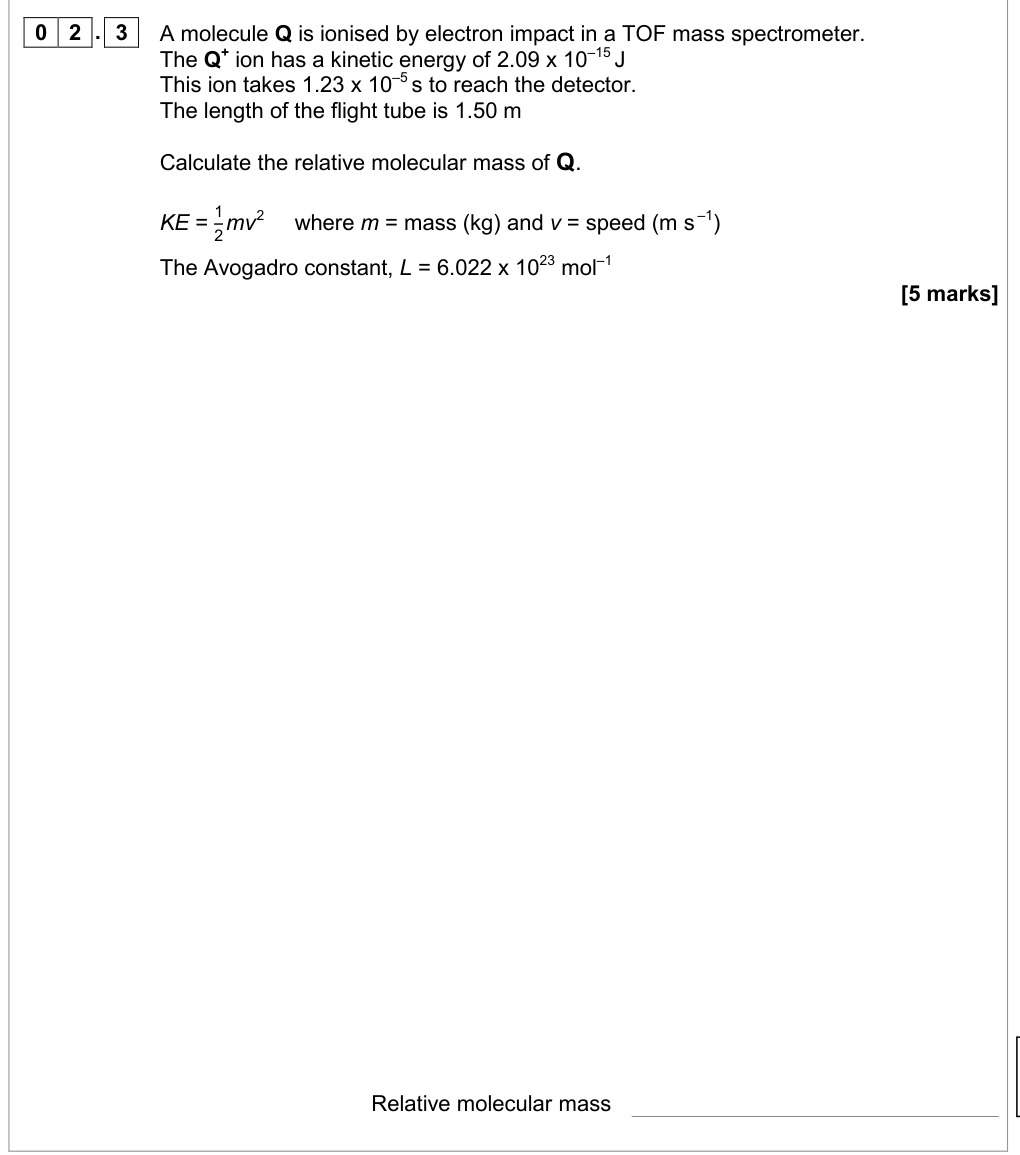 0 2 . 3 A molecule Q is ionised by electron impact in a TOF mass spectrometer.
The Q⁺ ion has a kinetic energy of 2.09 x 10⁻¹⁵ J
This ion takes 1.23 x 10⁻⁵ s to reach the detector.
The length of the flight tube is 1.50 m
Calculate the relative molecular mass of Q.
KE = 1/2 mv² where m = mass (kg) and v = speed (m s⁻¹)
The Avogadro constant, L = 6.022 x 10²³ mol⁻¹
[5 marks]
Relative molecular mass